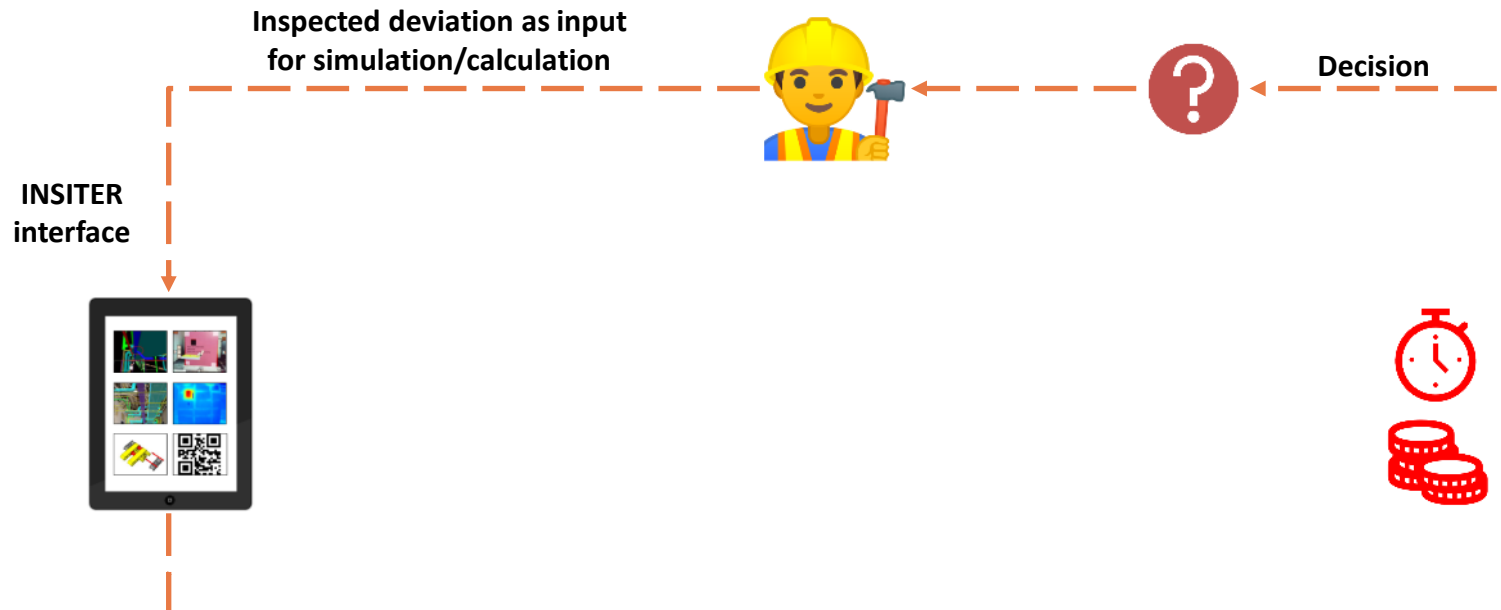 Inspected deviation as input
for simulation/calculation
Decision
INSITER
interface